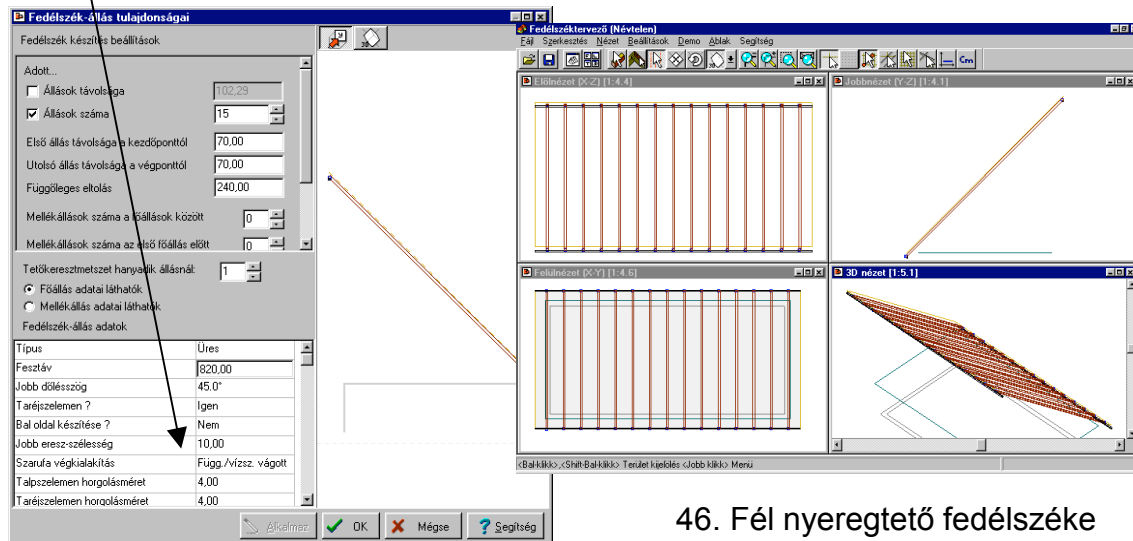 Fedélszék-állás tulajdonságai
Fedélszék készítés beállítások
Adott...
Állások távolsága 102,29
Állások száma 15
Első állás távolsága a kezdőponttól 70,00
Utolsó állás távolsága a végponttól 70,00
Függőleges eltolás 240,00
Mellékállások száma a főállások között 0
Mellékállások száma az első főállás előtt 0
Tetőkeresztmetszet hanyadik állásnál: 1
Főállás adatai láthatók
Mellékállás adatai láthatók
Fedélszék-állás adatok
Típus Üres
Fesztáv 820,00
Jobb dőlésszög 45.0°
Taréjszelemen ? Igen
Bal oldal készítése ? Nem
Jobb eresz-szélesség 10,00
Szarufa végkialakítás Függ./vízsz. vágott
Talpszelemen horgolásméret 4,00
Taréjszelemen horgolásméret 4,00
Alkalmaz OK Mégse Segítség
3D
Fedélszéktervező (Névtelen)
Fájl Szerkesztés Nézet Beállítások Demo Ablak Segítség
Cm
Elölnézet (X-Z) [1:4.4]
Jobbnézet (Y-Z) [1:4.1]
Felülnézet (X-Y) [1:4.6]
3D nézet [1:5.1]
<Bal-klikk>,<Shift-Bal-klikk> Terület kijelölés <Jobb klikk> Menü
46. Fél nyeregtető fedélszéke